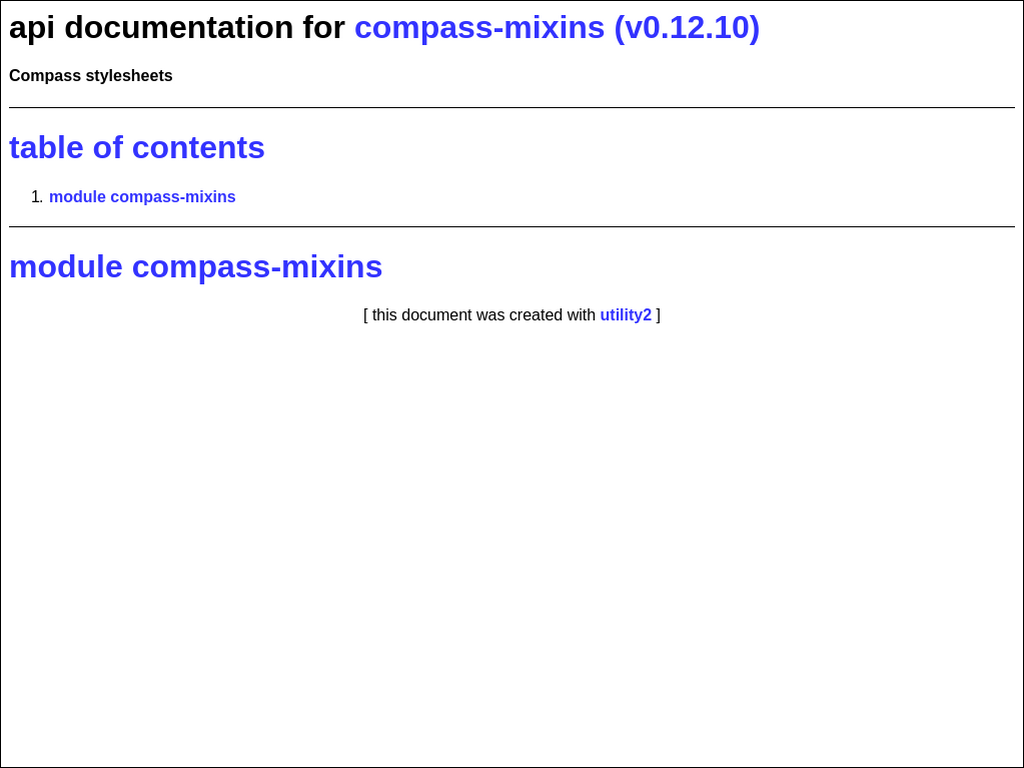 api documentation for compass-mixins (v0.12.10)
Compass stylesheets
table of contents
1. module compass-mixins
module compass-mixins
[ this document was created with utility2 ]